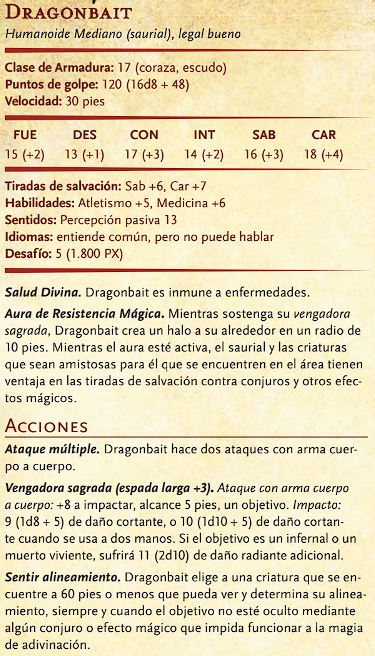 DRAGONBAIT
Humanoide Mediano (saurial), legal bueno
Clase de Armadura: 17 (coraza, escudo)
Puntos de golpe: 120 (16d8 + 48)
Velocidad: 30 pies
FUE DES CON INT SAB CAR
15 (+2) 13 (+1) 17 (+3) 14 (+2) 16 (+3) 18 (+4)
Tiradas de salvación: Sab +6, Car +7
Habilidades: Atletismo +5, Medicina +6
Sentidos: Percepción pasiva 13
Idiomas: entiende común, pero no puede hablar
Desafío: 5 (1.800 PX)
Salud Divina. Dragonbait es inmune a enfermedades.
Aura de Resistencia Mágica. Mientras sostenga su vengadora
sagrada, Dragonbait crea un halo a su alrededor en un radio de
10 pies. Mientras el aura esté activa, el saurial y las criaturas
que sean amistosas para él que se encuentren en el área tienen
ventaja en las tiradas de salvación contra conjuros y otros efec-
tos mágicos.
ACCIONES
Ataque múltiple. Dragonbait hace dos ataques con arma cuer-
po a cuerpo.
Vengadora sagrada (espada larga +3). Ataque con arma cuerpo
a cuerpo: +8 a impactar, alcance 5 pies, un objetivo. Impacto:
9 (1d8 + 5) de daño cortante, o 10 (1d10 + 5) de daño cortan-
te cuando se usa a dos manos. Si el objetivo es un infernal o un
muerto viviente, sufrirá 11 (2d10) de daño radiante adicional.
Sentir alineamiento. Dragonbait elige a una criatura que se en-
cuentre a 60 pies o menos que pueda ver y determina su alinea-
miento, siempre y cuando el objetivo no esté oculto mediante
algún conjuro o efecto mágico que impida funcionar a la magia
de adivinación.